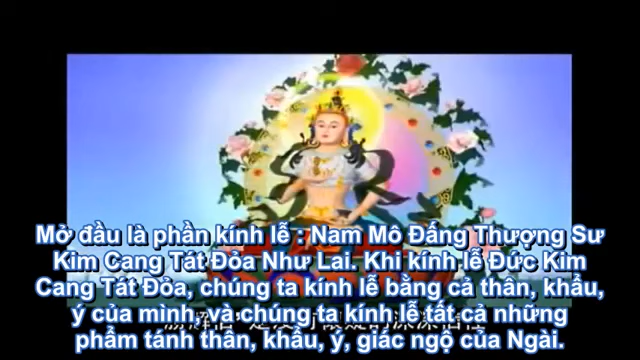 Mở đầu là phần kính lễ : Nam Mô Đấng Thượng Sư
Kim Cang Tát Đỏa Như Lai. Khi kính lễ Đức Kim
Cang Tát Đỏa, chúng ta kính lễ bằng cả thân, khẩu,
ý của mình, và chúng ta kính lễ tất cả những
phẩm tánh thân, khẩu, ý, giác ngộ của Ngài.